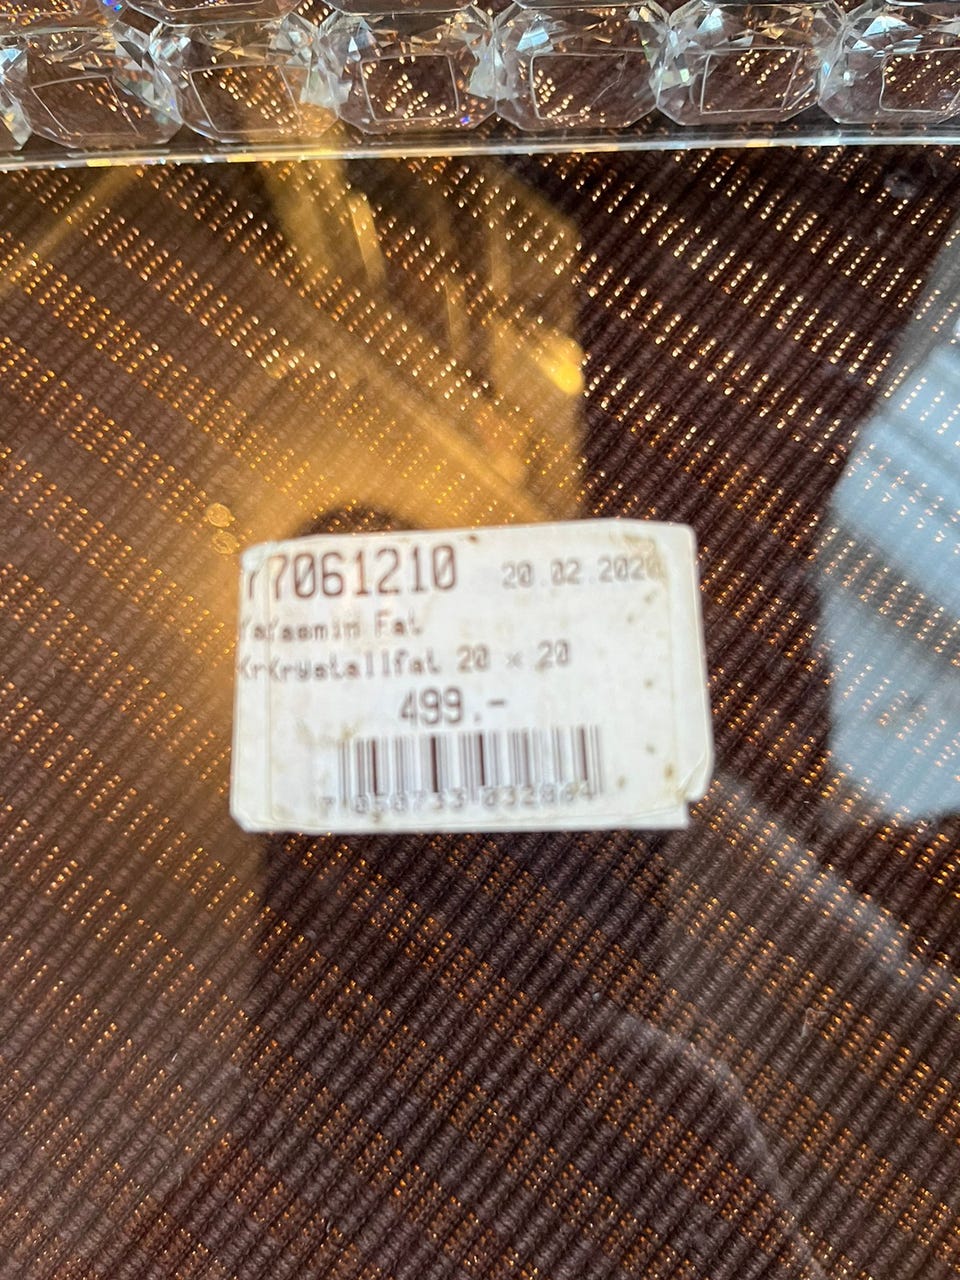 7061210 20.02.2020
Yasmin Fat
Krystallfat 20 x 20
499.-